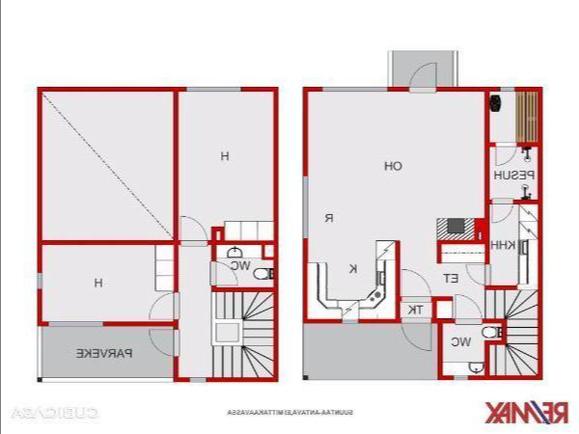 H
OH
PESUH
R
KHH
WC
K
ET
H
TK
WC
PARVEKE
CUBICASA
SUUNTAA-ANTAVA, EI MITTAKAAVASSA
RE/MAX